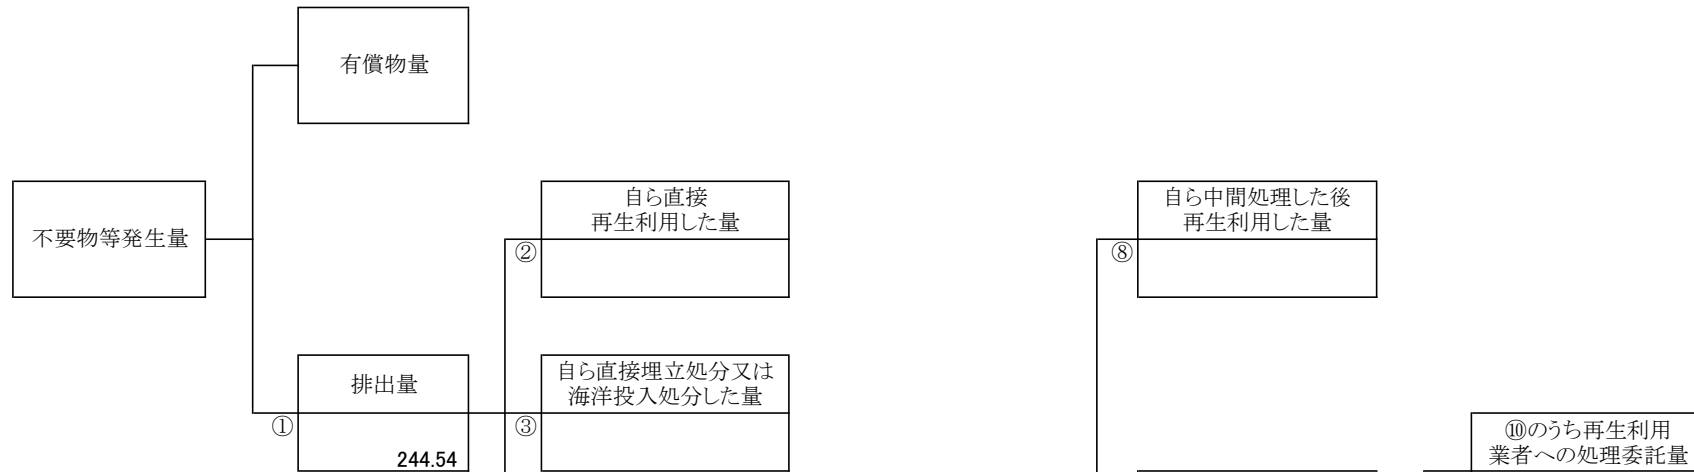 有償物量
不要物等発生量
自ら直接
再生利用した量
②
自ら中間処理した後
再生利用した量
⑧
排出量
①
244.54
自ら直接埋立処分又は
海洋投入処分した量
③
⑩のうち再生利用
業者への処理委託量